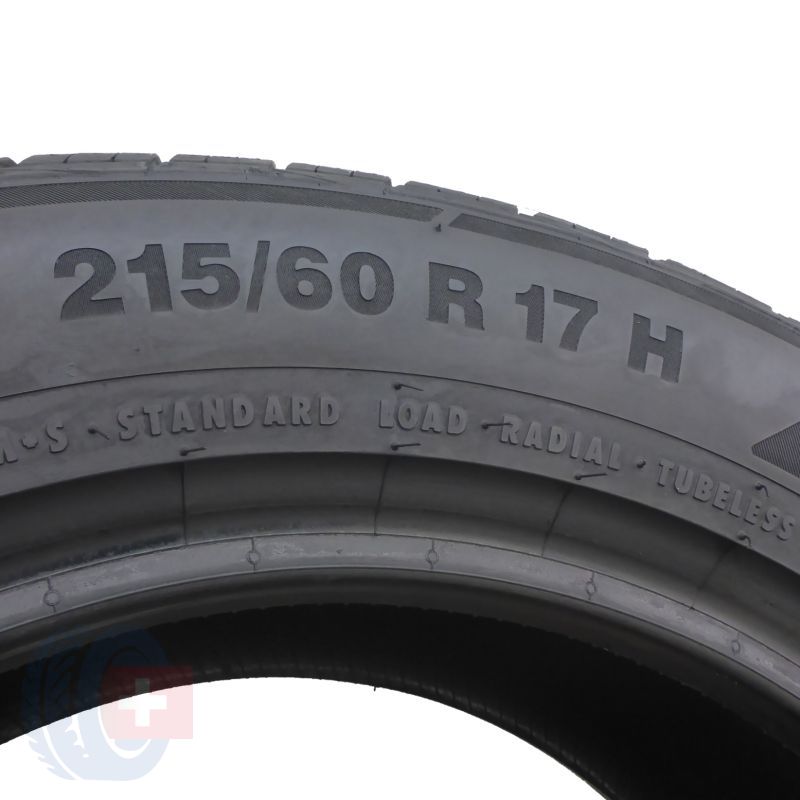 215/60 R 17 H
M·S · STANDARD LOAD · RADIAL · TUBELESS